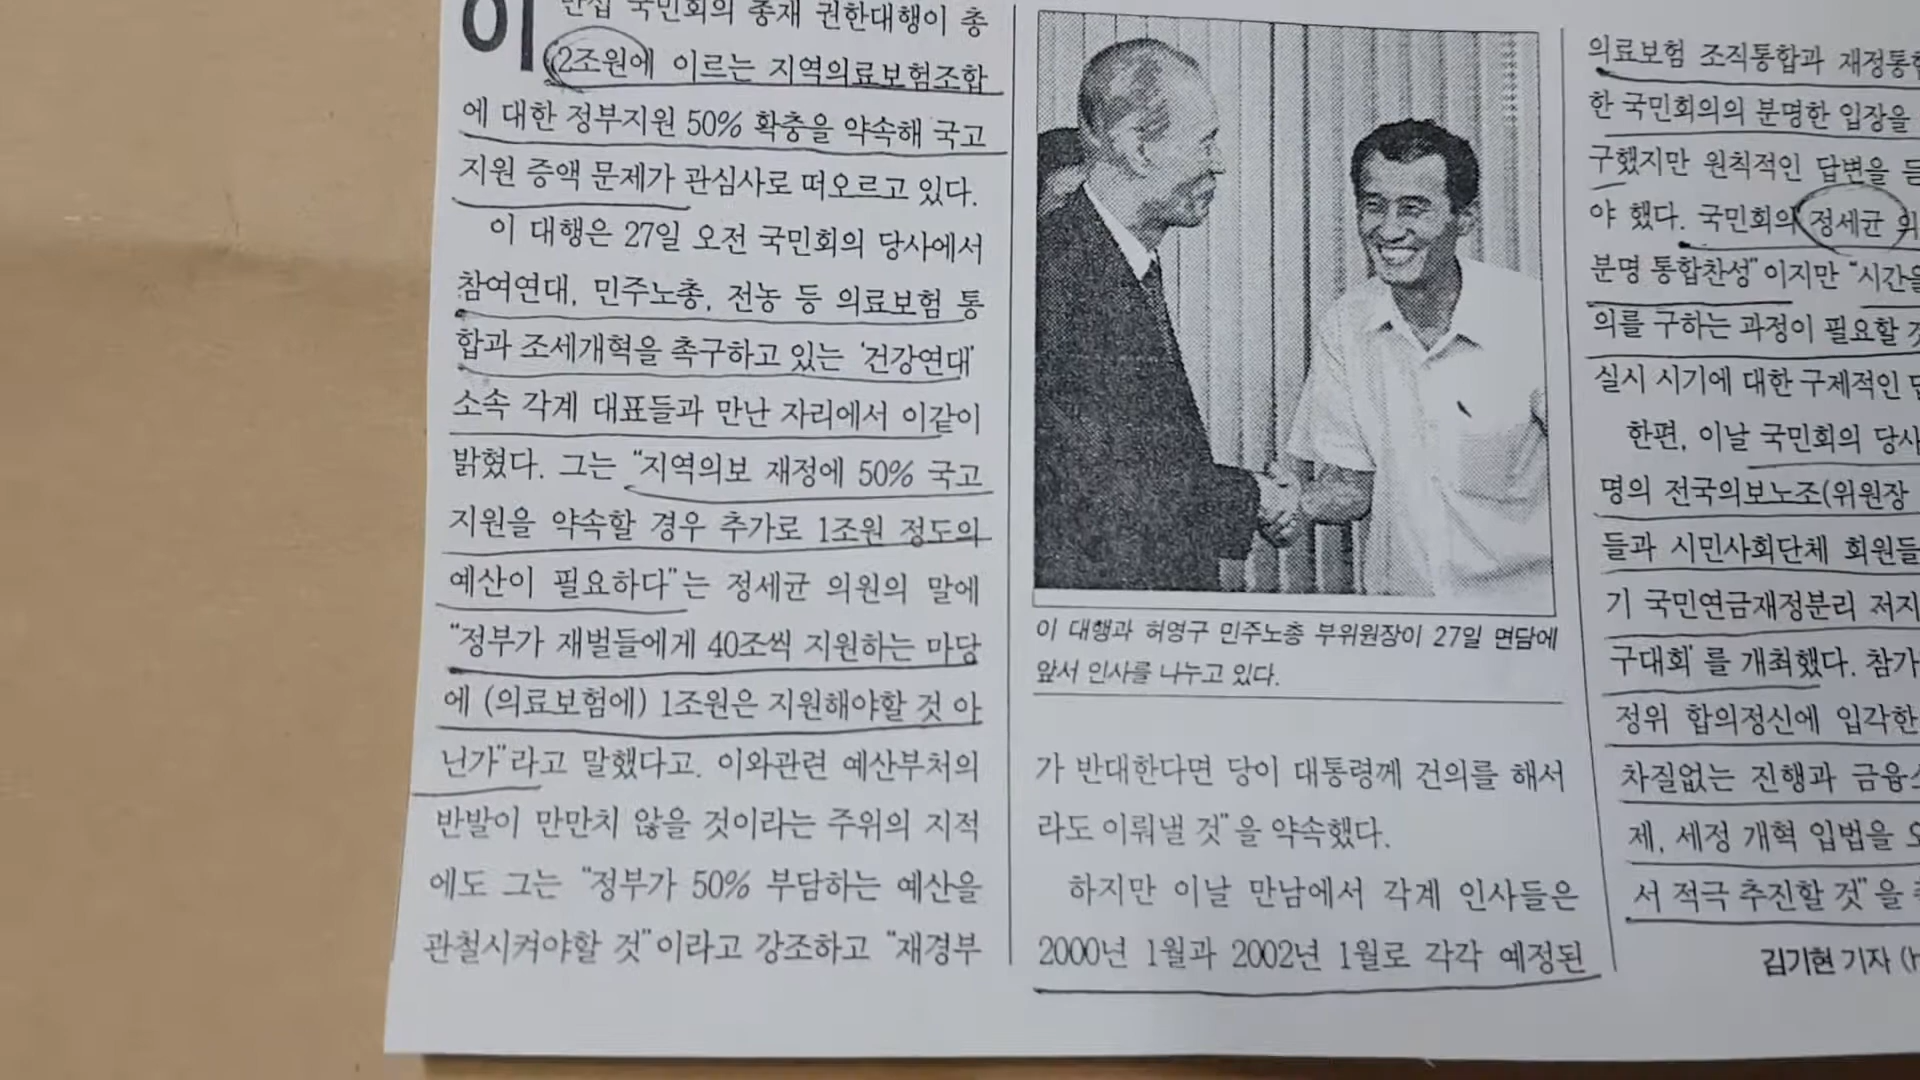 이
만섭 국민회의 총재 권한대행이 총
2조원에 이르는 지역의료보험조합
에 대한 정부지원 50% 확충을 약속해 국고
지원 증액 문제가 관심사로 떠오르고 있다.
이 대행은 27일 오전 국민회의 당사에서
참여연대, 민주노총, 전농 등 의료보험 통
합과 조세개혁을 촉구하고 있는 '건강연대'
소속 각계 대표들과 만난 자리에서 이같이
밝혔다. 그는 "지역의보 재정에 50% 국고
지원을 약속할 경우 추가로 1조원 정도의
예산이 필요하다"는 정세균 의원의 말에
"정부가 재벌들에게 40조씩 지원하는 마당
에 (의료보험에) 1조원은 지원해야할 것 아
닌가"라고 말했다고. 이와관련 예산부처의
반발이 만만치 않을 것이라는 주위의 지적
에도 그는 "정부가 50% 부담하는 예산을
관철시켜야할 것"이라고 강조하고 "재경부
이 대행과 허영구 민주노총 부위원장이 27일 면담에
앞서 인사를 나누고 있다.
가 반대한다면 당이 대통령께 건의를 해서
라도 이뤄낼 것"을 약속했다.
하지만 이날 만남에서 각계 인사들은
2000년 1월과 2002년 1월로 각각 예정된
의료보험 조직통합과 재정통합
한 국민회의의 분명한 입장을
구했지만 원칙적인 답변을
야 했다. 국민회의 정세균
분명 통합찬성"이지만 "시간을
의를 구하는 과정이 필요할
실시 시기에 대한 구체적인
한편, 이날 국민회의 당사
명의 전국의보노조(위원장
들과 시민사회단체 회원들
기 국민연금재정분리 저지
구대회'를 개최했다. 참가
정위 합의정신에 입각한
차질없는 진행과
제, 세정 개혁 입법을
서 적극 추진할 것"을
김기현 기자